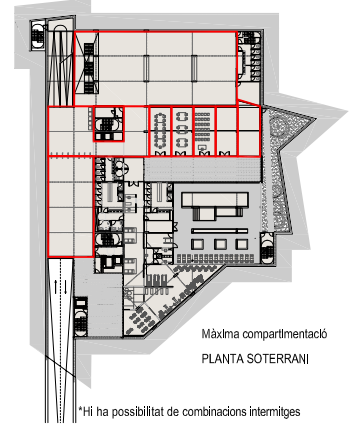 Màxima compartimentació
PLANTA SOTERRANI
*Hi ha possibilitat de combinacions intermitges